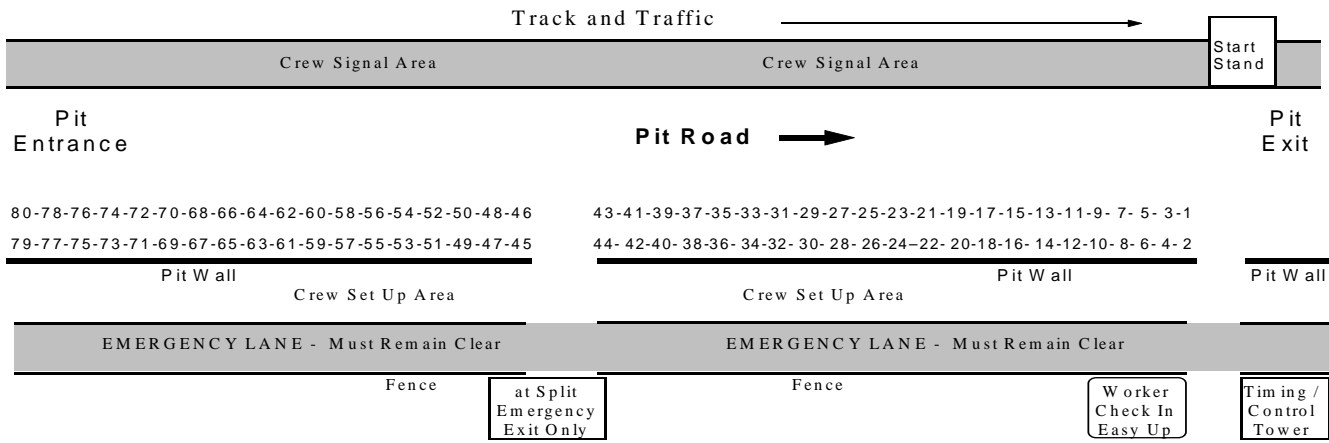 Track and Traffic
Start
Stand
Crew Signal Area Crew Signal Area
Pit
Entrance
Pit Road
Pit
Exit
80-78-76-74-72-70-68-66-64-62-60-58-56-54-52-50-48-46 43-41-39-37-35-33-31-29-27-25-23-21-19-17-15-13-11-9- 7- 5- 3-1
79-77-75-73-71-69-67-65-63-61-59-57-55-53-51-49-47-45 44- 42-40- 38-36- 34-32- 30- 28- 26-24–22- 20-18-16- 14-12-10- 8- 6- 4- 2
Pit Wall Pit Wall Pit Wall
Crew Set Up Area Crew Set Up Area
EMERGENCY LANE - Must Remain Clear EMERGENCY LANE - Must Remain Clear
Fence Fence
at Split
Emergency
Exit Only
Worker
Check In
Easy Up
Timing /
Control
Tower